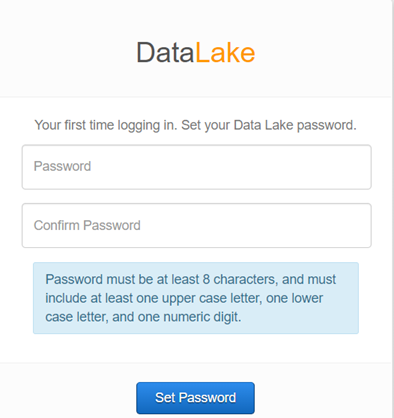 DataLake
Your first time logging in. Set your Data Lake password.
Password
Confirm Password
Password must be at least 8 characters, and must
include at least one upper case letter, one lower
case letter, and one numeric digit.
Set Password